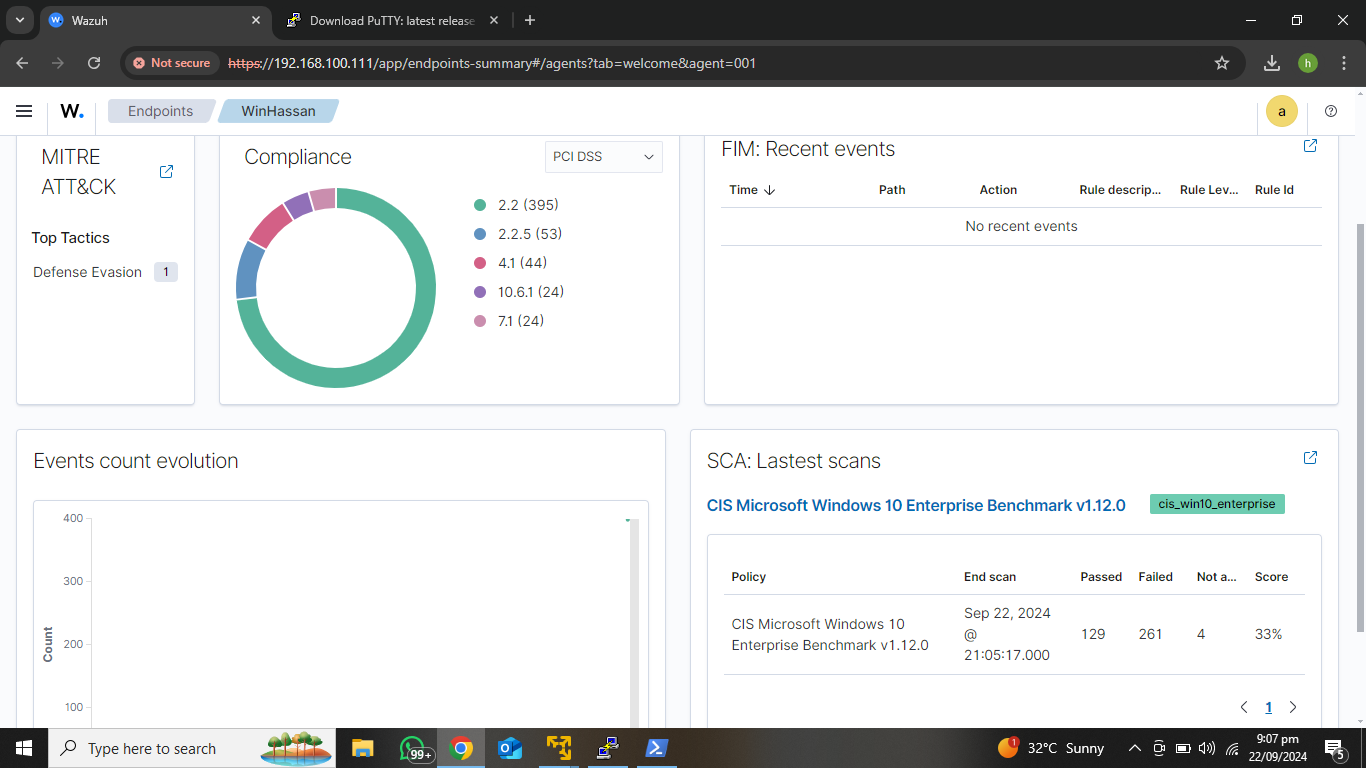 Wazuh
Download PuTTY: latest release
Not secure
https://192.168.100.111/app/endpoints-summary#/agents?tab=welcome&agent=001
h
W.
Endpoints
WinHassan
a
MITRE
ATT&CK
Top Tactics
Defense Evasion 1
Compliance
PCI DSS
2.2 (395)
2.2.5 (53)
4.1 (44)
10.6.1 (24)
7.1 (24)
FIM: Recent events
Time Path Action Rule descrip... Rule Lev... Rule Id
No recent events
Events count evolution
400
300
200
100
Count
SCA: Lastest scans
CIS Microsoft Windows 10 Enterprise Benchmark v1.12.0 cis_win10_enterprise
Policy End scan Passed Failed Not a... Score
CIS Microsoft Windows 10
Enterprise Benchmark v1.12.0
Sep 22, 2024
@
21:05:17.000
129 261 4 33%
1
Type here to search
99+
1
32°C Sunny
9:07 pm
22/09/2024
5